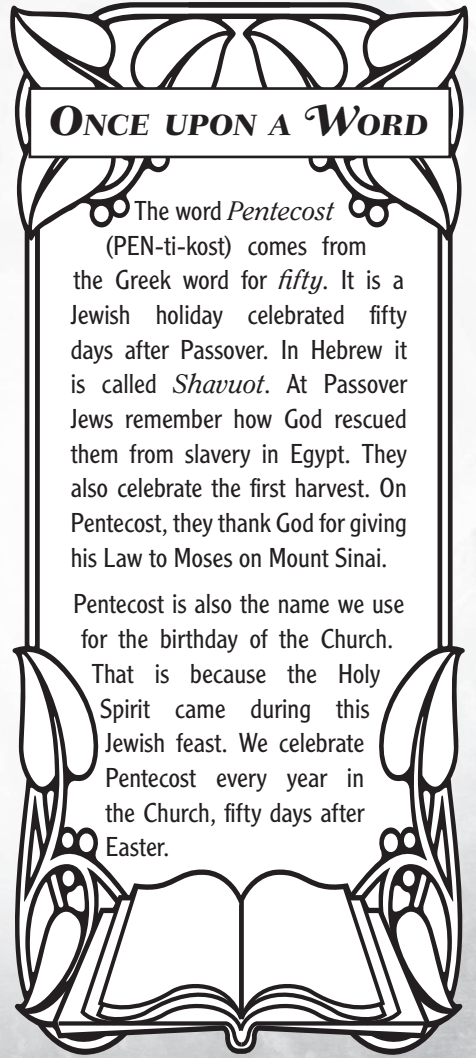 ONCE UPON A WORD
The word Pentecost
(PEN-ti-kost) comes from
the Greek word for fifty. It is a
Jewish holiday celebrated fifty
days after Passover. In Hebrew it
is called Shavuot. At Passover
Jews remember how God rescued
them from slavery in Egypt. They
also celebrate the first harvest. On
Pentecost, they thank God for giving
his Law to Moses on Mount Sinai.
Pentecost is also the name we use
for the birthday of the Church.
That is because the Holy
Spirit came during this
Jewish feast. We celebrate
Pentecost every year in
the Church, fifty days after
Easter.